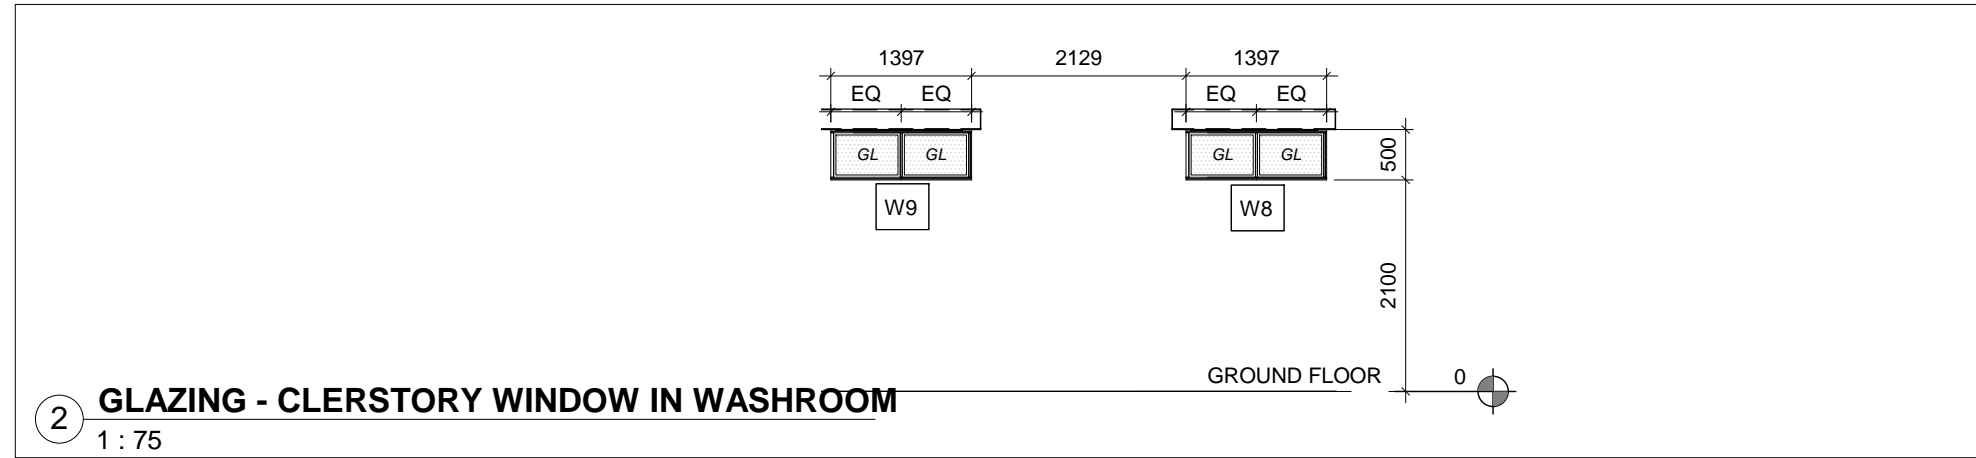 1397 2129 1397
EQ EQ EQ EQ
GL GL GL GL
500
W9 W8
2100
GROUND FLOOR 0
2 GLAZING - CLERSTORY WINDOW IN WASHROOM
1 : 75